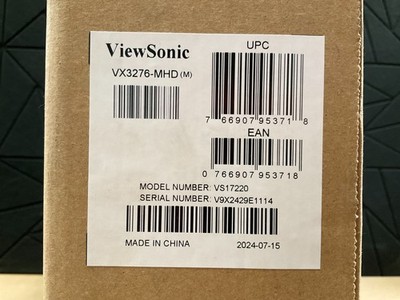 ViewSonic
VX3276-MHD (M)
UPC
7 66907 95371 8
EAN
0 766907 953718
MODEL NUMBER: VS17220
SERIAL NUMBER: V9X2429E1114
MADE IN CHINA
2024-07-15